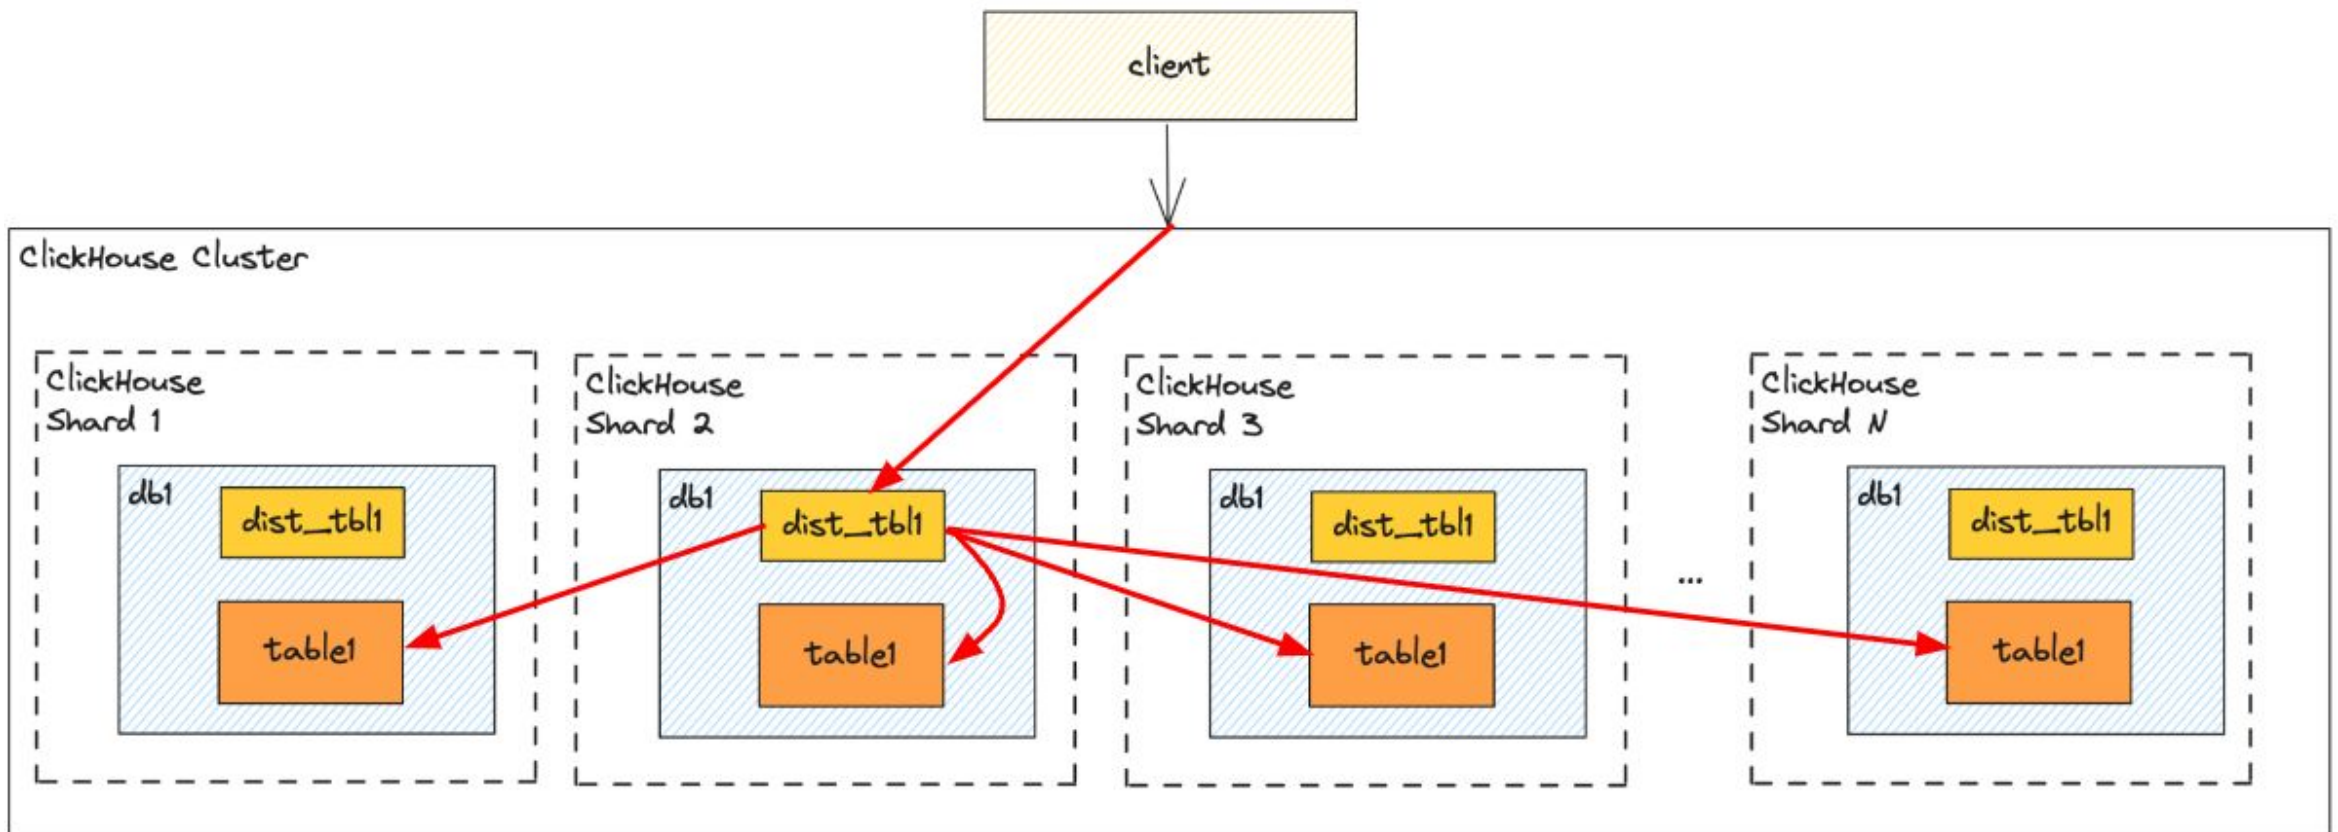 client
ClickHouse Cluster
ClickHouse
Shard 1
db1
dist_tbl1
table1
ClickHouse
Shard 2
db1
dist_tbl1
table1
ClickHouse
Shard 3
db1
dist_tbl1
table1
...
ClickHouse
Shard N
db1
dist_tbl1
table1